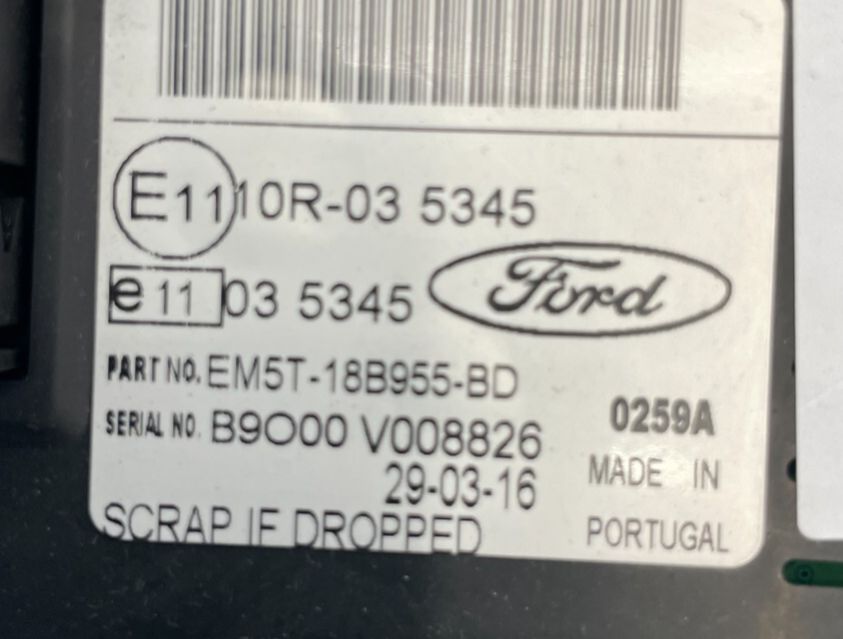 E11 10R-03 5345
e 11 03 5345
Ford
PART NO. EM5T-18B955-BD
SERIAL NO. B9O00 V008826
0259A
29-03-16
MADE IN
SCRAP IF DROPPED
PORTUGAL